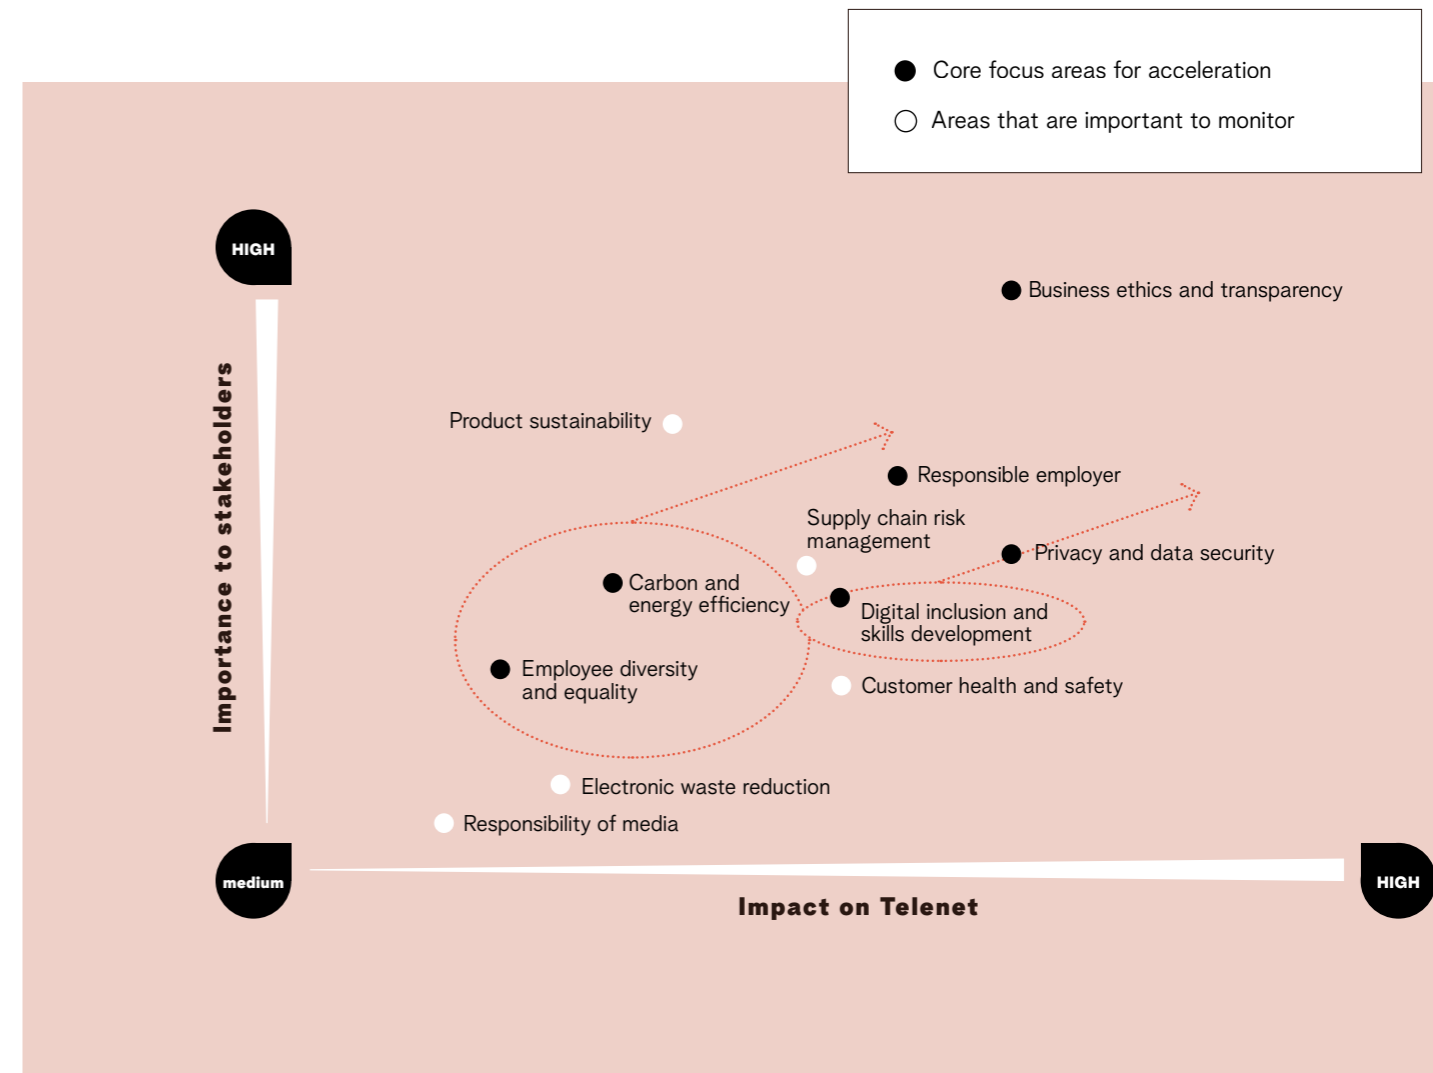 Core focus areas for acceleration
Areas that are important to monitor
HIGH
Importance to stakeholders
Business ethics and transparency
Product sustainability
Responsible employer
Supply chain risk
management
Privacy and data security
Carbon and
energy efficiency
Digital inclusion and
skills development
Employee diversity
and equality
Customer health and safety
Electronic waste reduction
Responsibility of media
medium
HIGH
Impact on Telenet